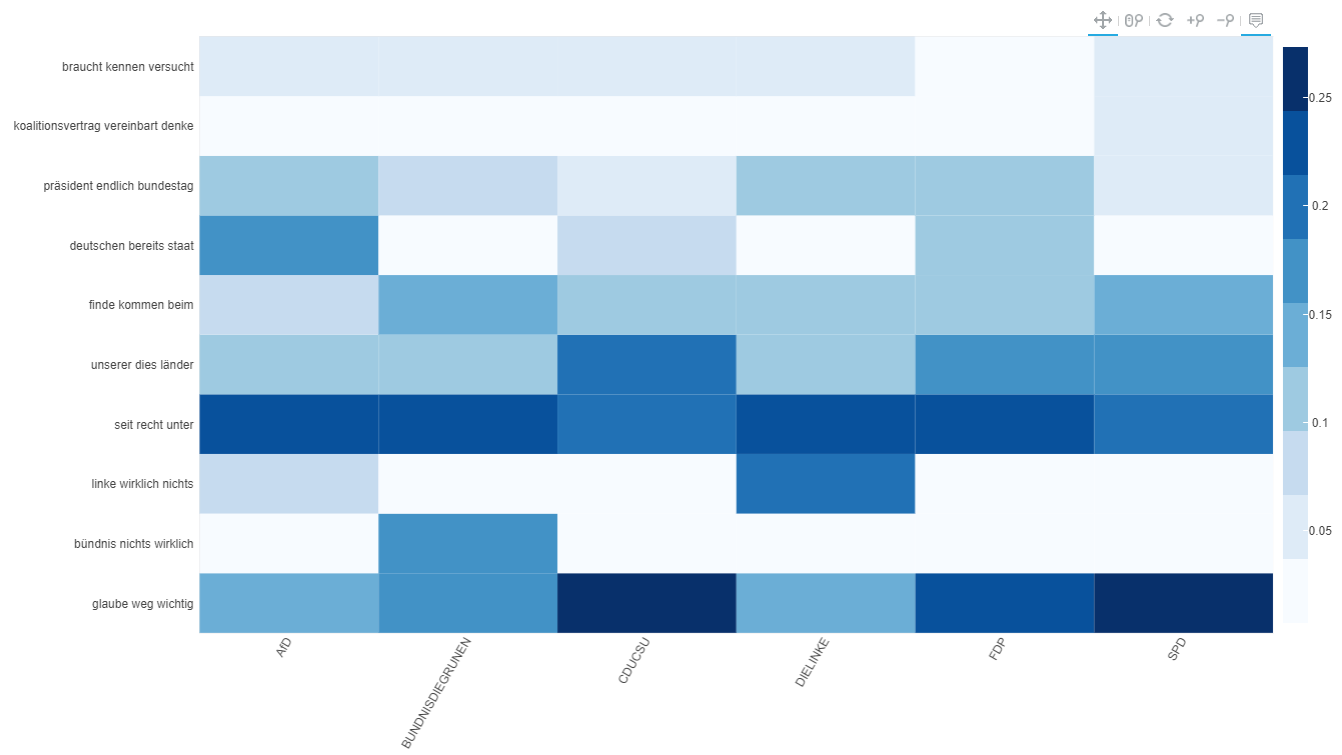 braucht kennen versucht
koalitionsvertrag vereinbart denke
präsident endlich bundestag
deutschen bereits staat
finde kommen beim
unserer dies länder
seit recht unter
linke wirklich nichts
bündnis nichts wirklich
glaube weg wichtig
AfD
BUNDNISDIEGRUNEN
CDUCSU
DIELINKE
FDP
SPD
0.25
0.2
0.15
0.1
0.05